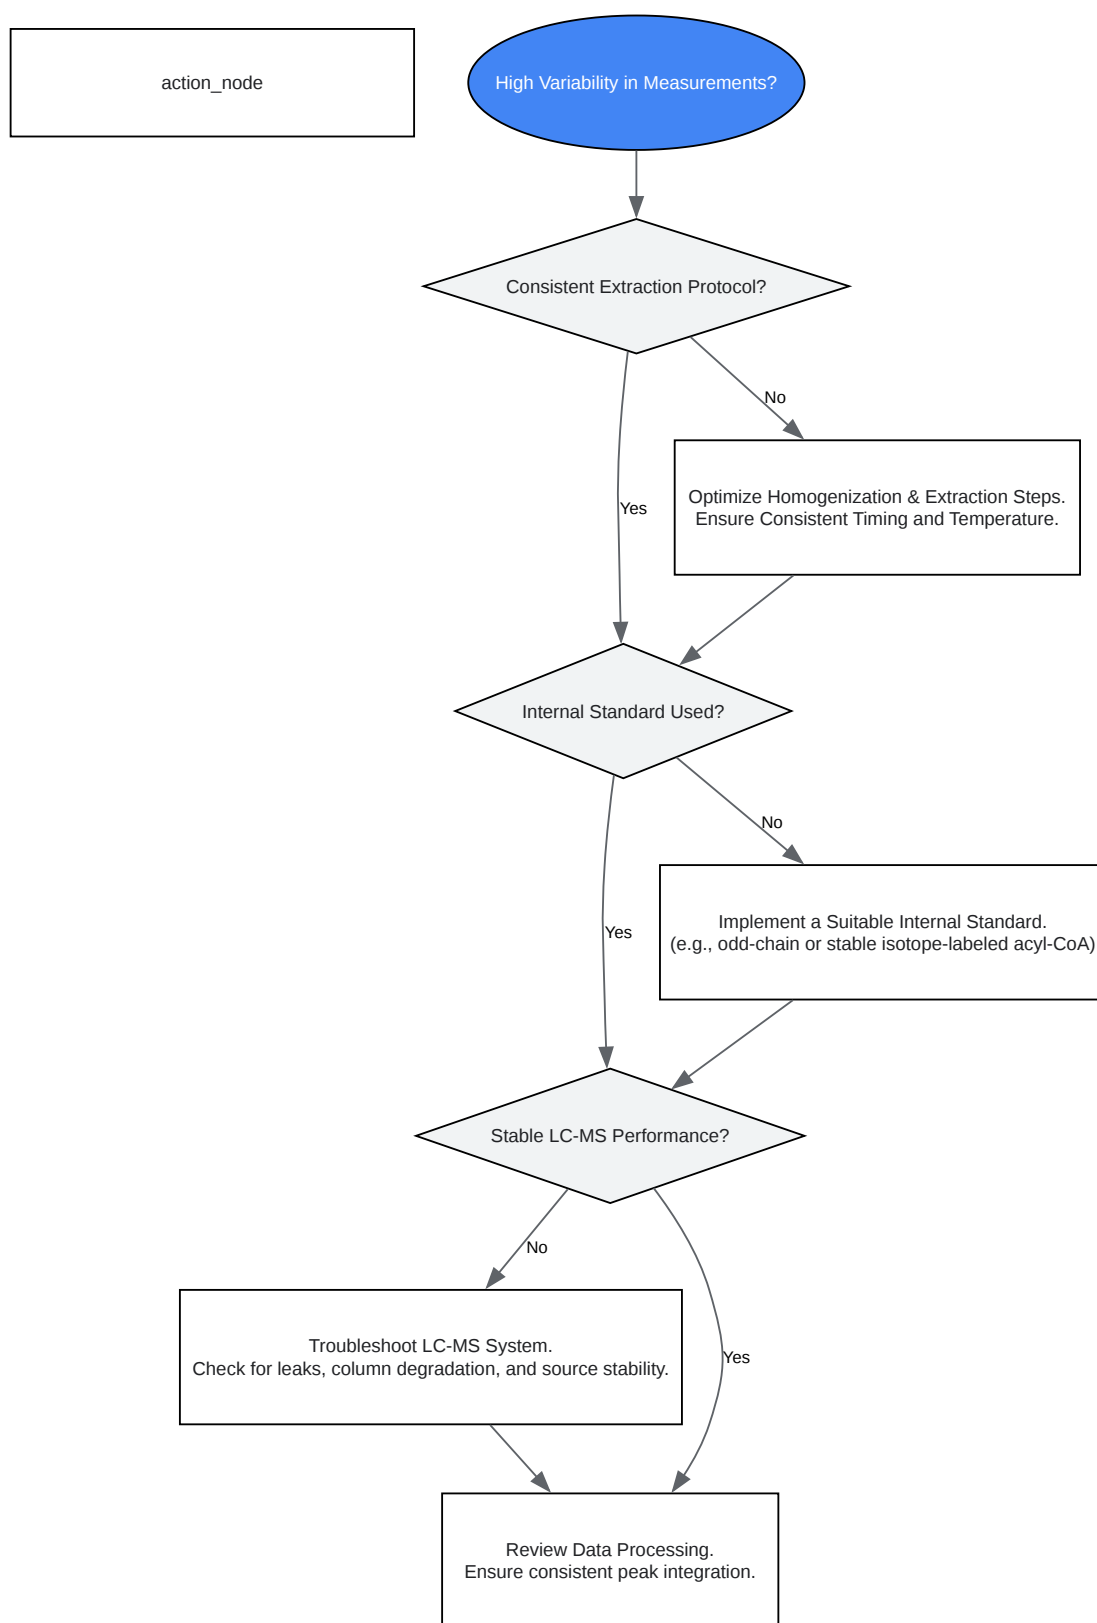 action_node
High Variability in Measurements?
Consistent Extraction Protocol?
No
Yes
Optimize Homogenization & Extraction Steps.
Ensure Consistent Timing and Temperature.
Internal Standard Used?
No
Yes
Implement a Suitable Internal Standard.
(e.g., odd-chain or stable isotope-labeled acyl-CoA)
Stable LC-MS Performance?
No
Yes
Troubleshoot LC-MS System.
Check for leaks, column degradation, and source stability.
Review Data Processing.
Ensure consistent peak integration.